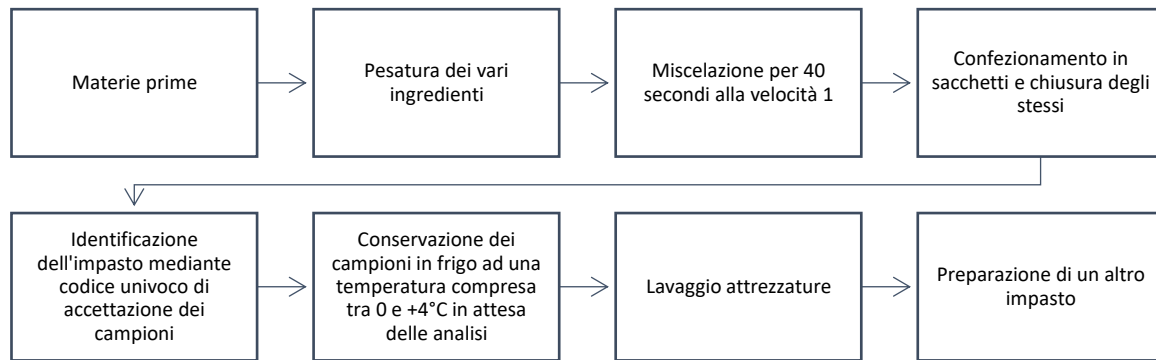 Materie prime
Pesatura dei vari
ingredienti
Miscelazione per 40
secondi alla velocità 1
Confezionamento in
sacchetti e chiusura degli
stessi
Identificazione
dell'impasto mediante
codice univoco di
accettazione dei
campioni
Conservazione dei
campioni in frigo ad una
temperatura compresa
tra 0 e +4°C in attesa
delle analisi
Lavaggio attrezzature
Preparazione di un altro
impasto